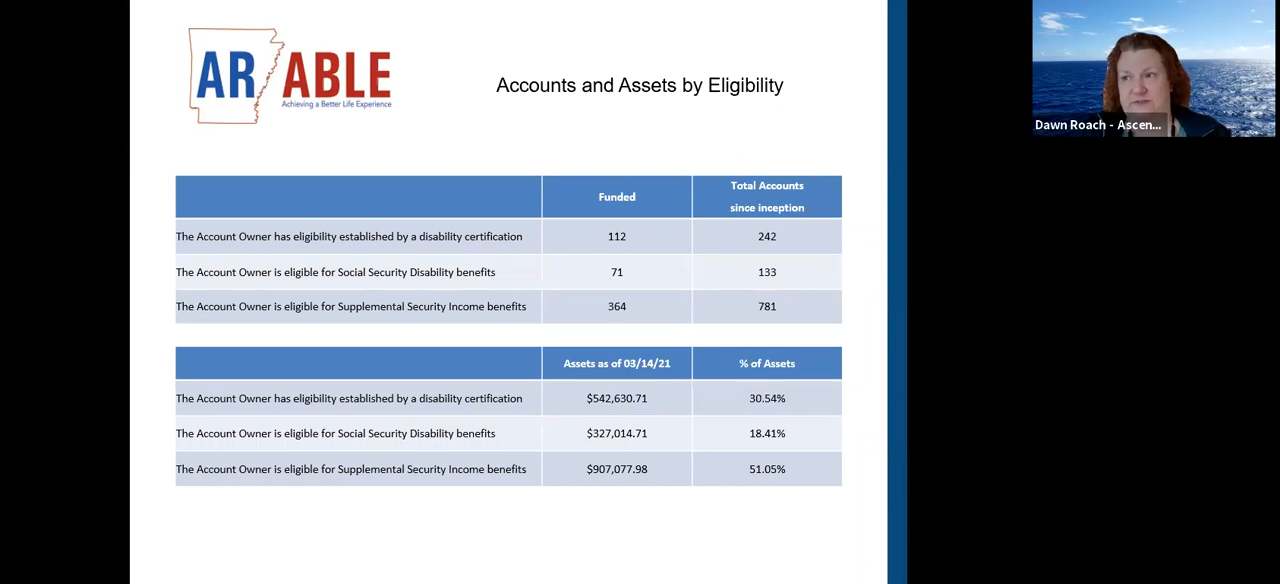 AR ABLE
Achieving a Better Life Experience
Accounts and Assets by Eligibility
Dawn Roach - Ascen...
Funded
Total Accounts
since inception
The Account Owner has eligibility established by a disability certification 112 242
The Account Owner is eligible for Social Security Disability benefits 71 133
The Account Owner is eligible for Supplemental Security Income benefits 364 781
Assets as of 03/14/21 % of Assets
The Account Owner has eligibility established by a disability certification $542,630.71 30.54%
The Account Owner is eligible for Social Security Disability benefits $327,014.71 18.41%
The Account Owner is eligible for Supplemental Security Income benefits $907,077.98 51.05%